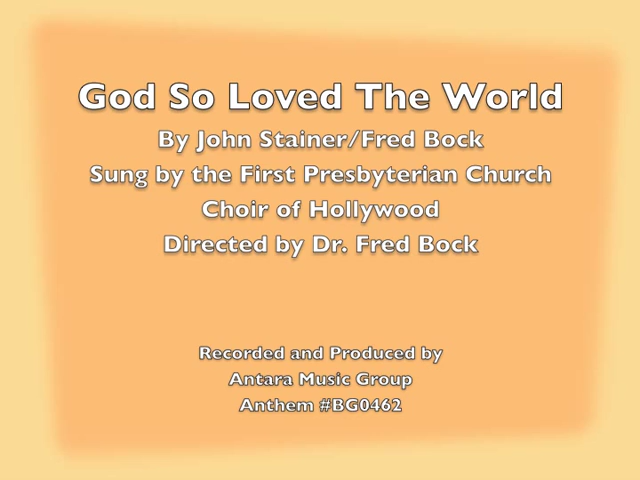 God So Loved The World
By John Stainer/Fred Bock
Sung by the First Presbyterian Church
Choir of Hollywood
Directed by Dr. Fred Bock
Recorded and Produced by
Antara Music Group
Anthem #BG0462